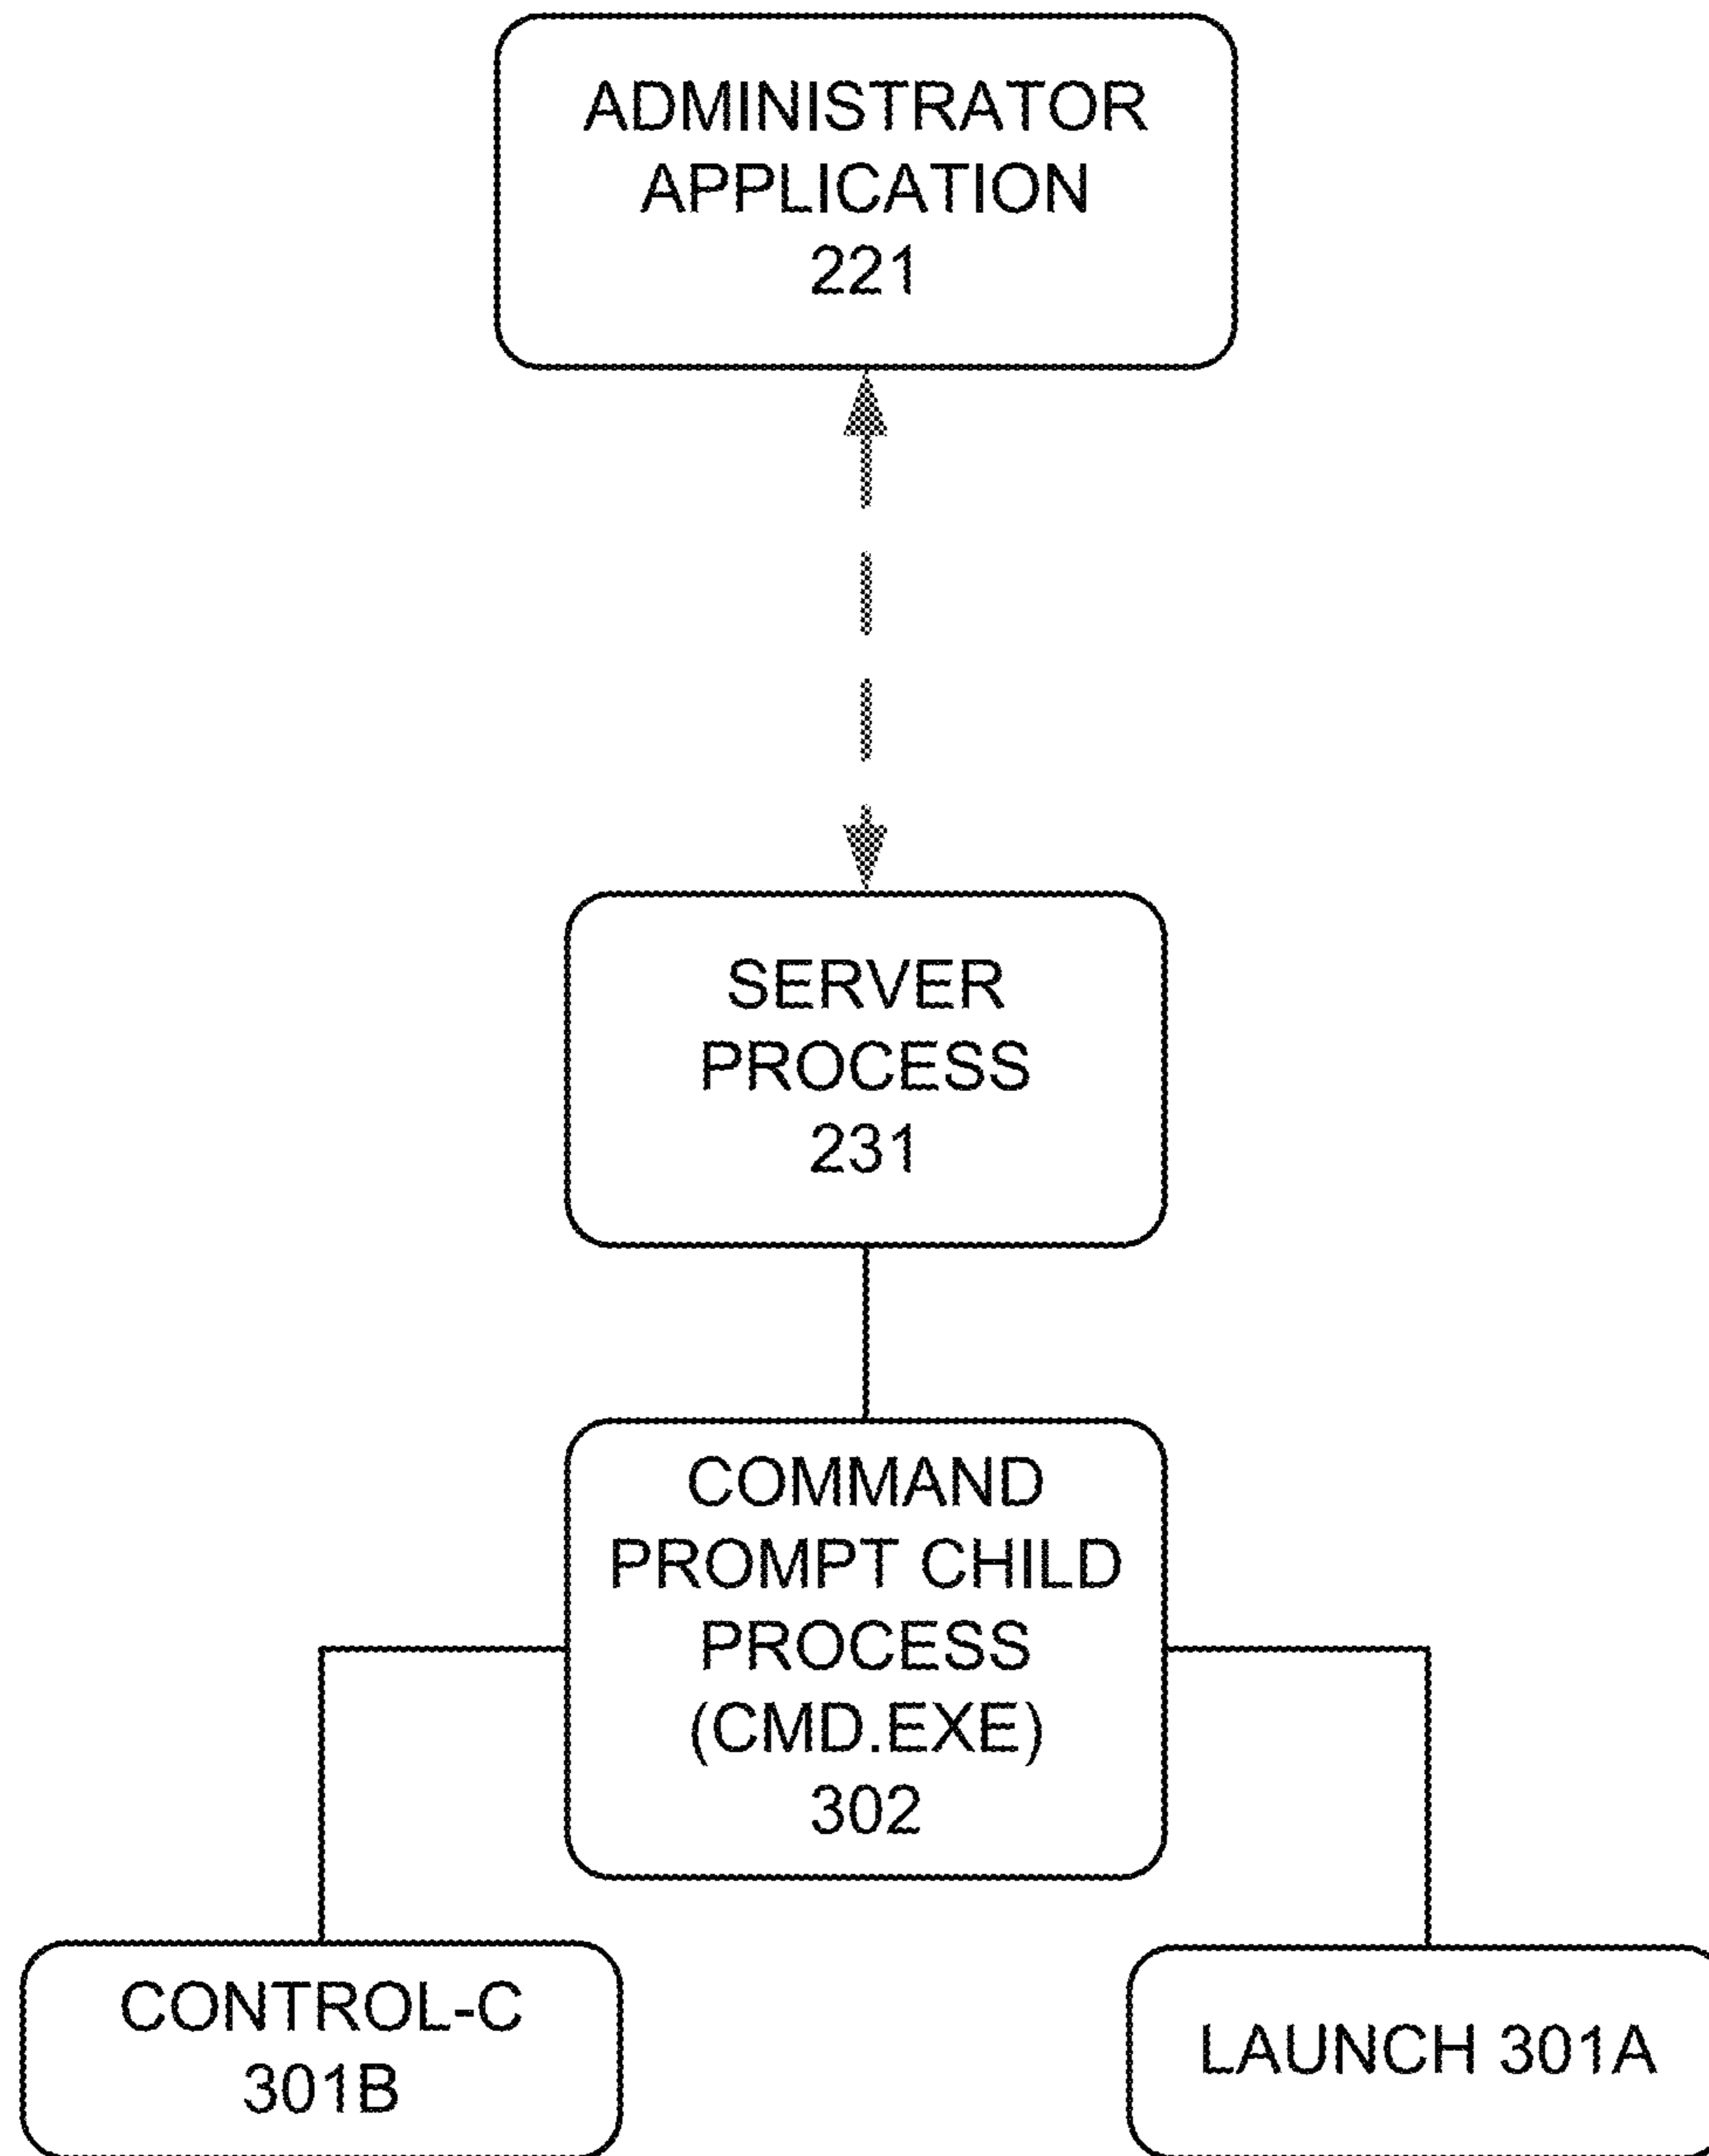 ADMINISTRATOR
APPLICATION
221
SERVER
PROCESS
231
COMMAND
PROMPT CHILD
PROCESS
(CMD.EXE)
302
CONTROL-C
301B
LAUNCH 301A